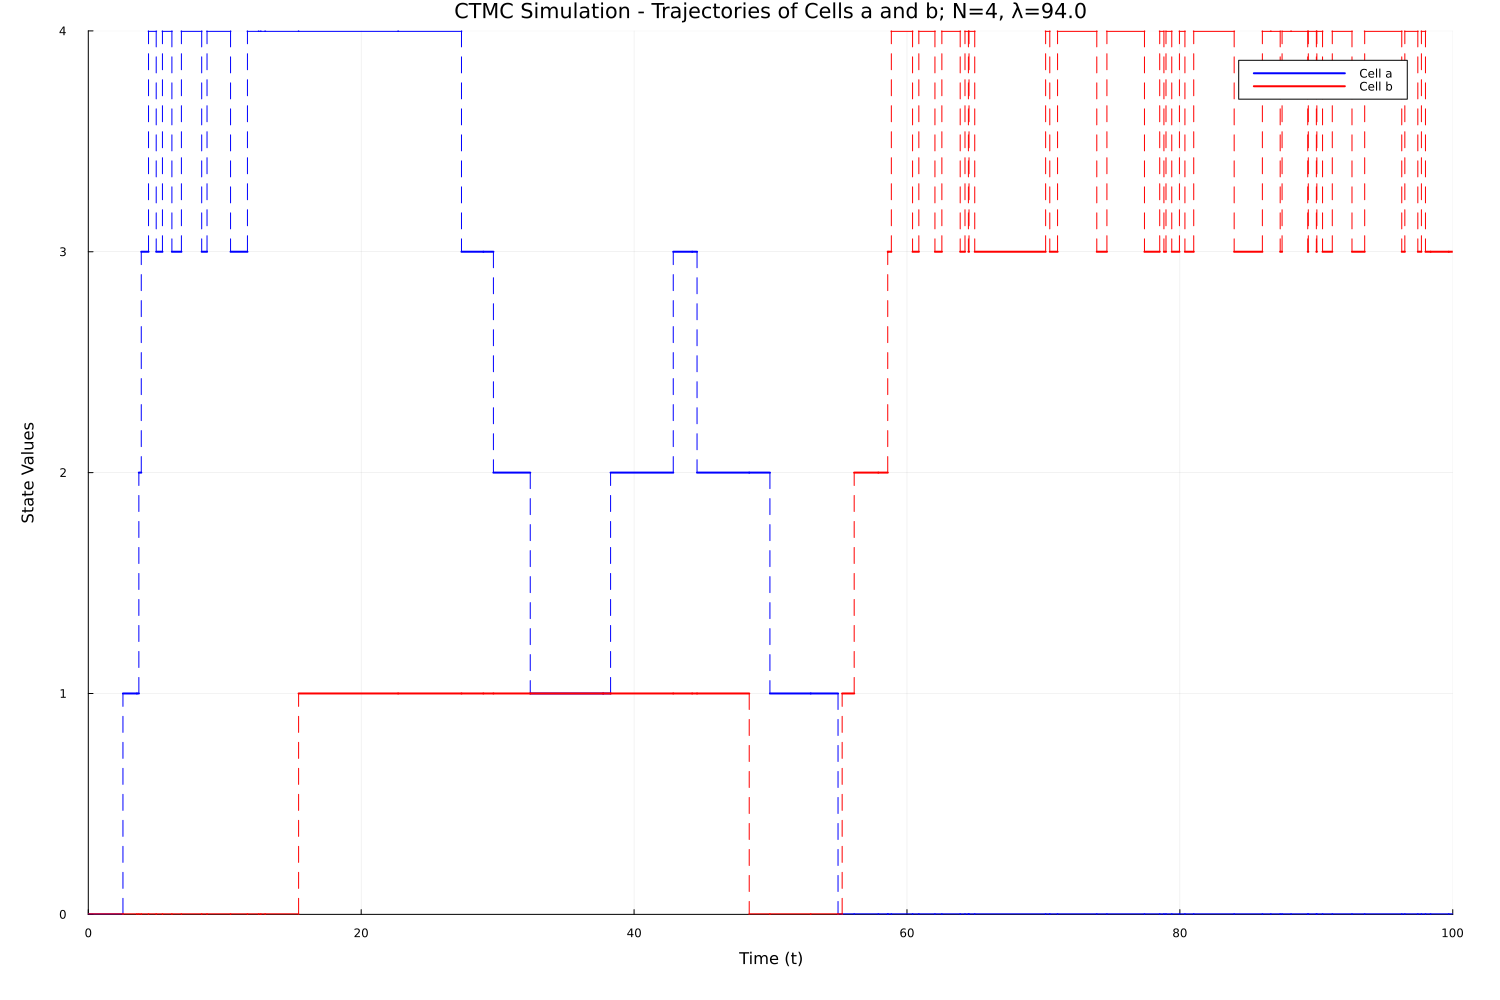 CTMC Simulation - Trajectories of Cells a and b; N=4, λ=94.0
4
Cell a
Cell b
3
State Values
2
1
0
0 20 40 60 80 100
Time (t)